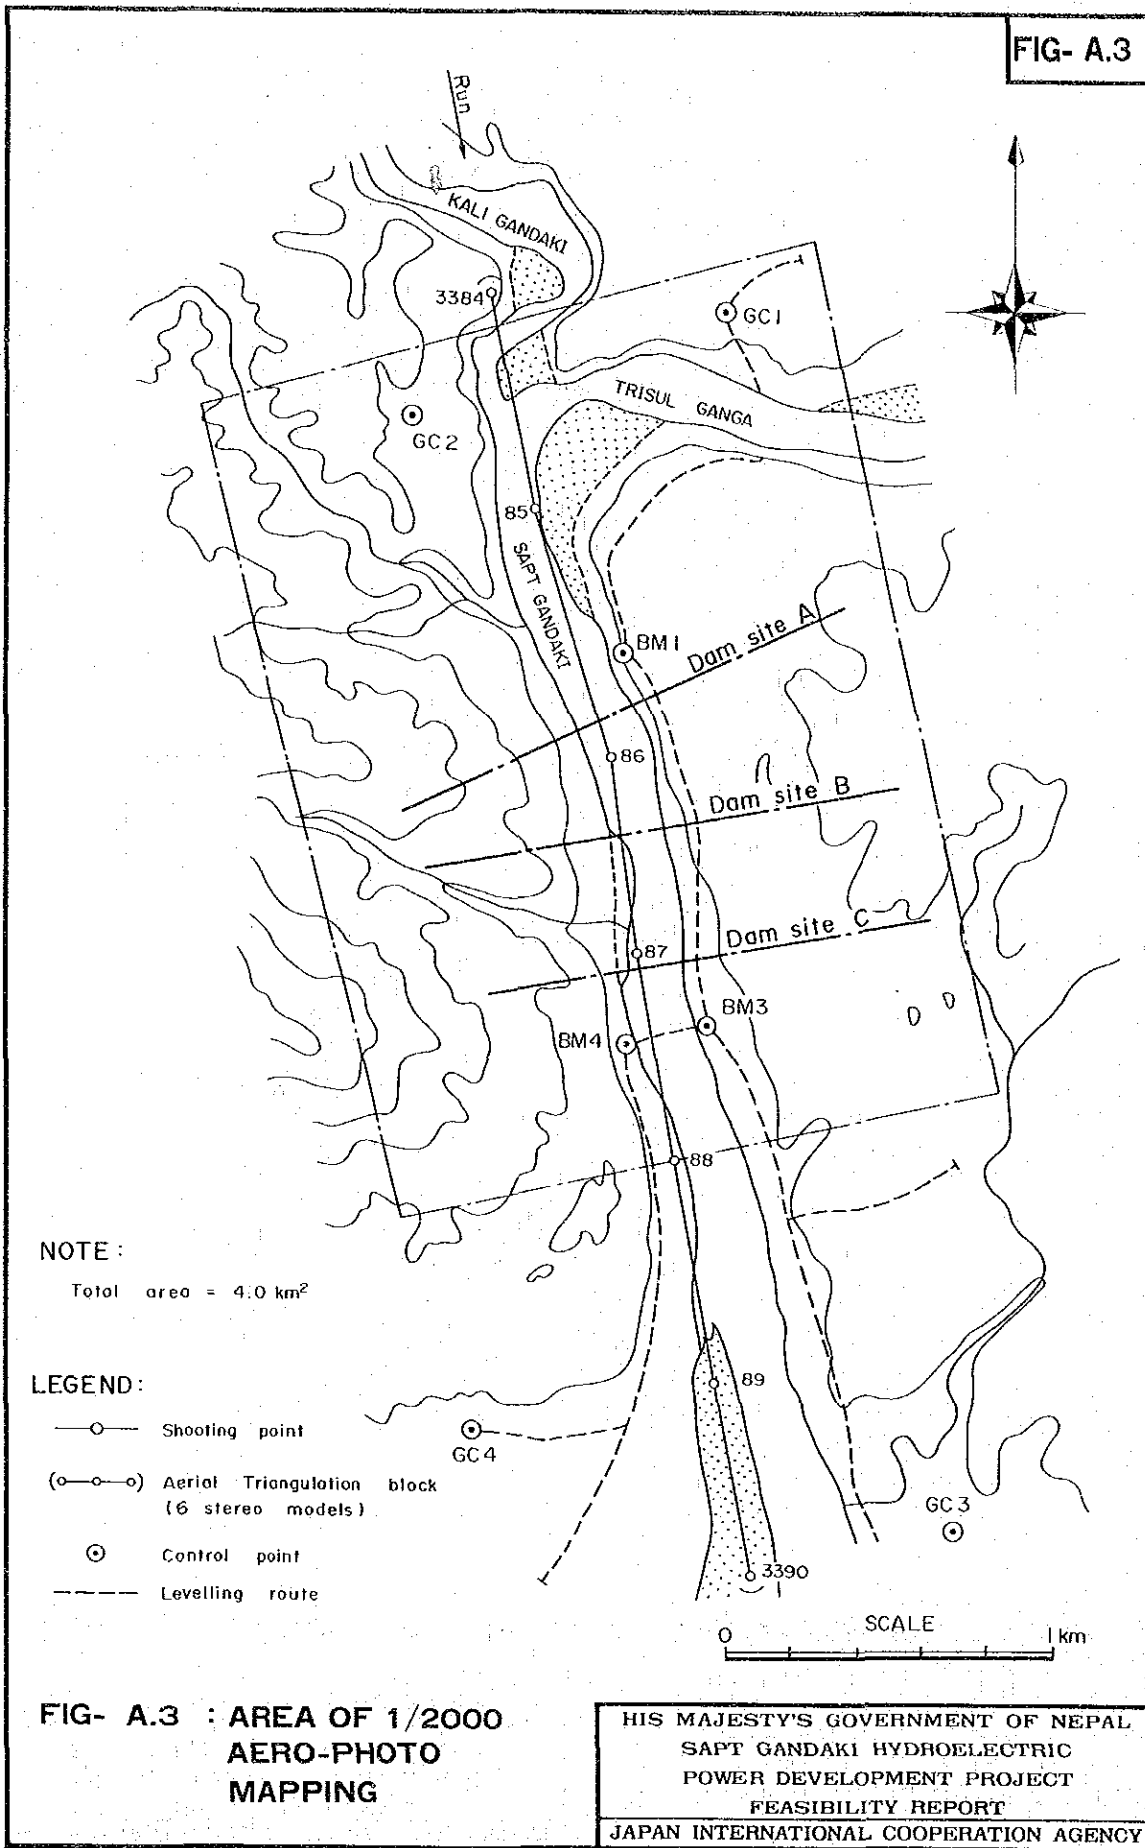 FIG- A.3
Run
KALI GANDAKI
3384
GC1
TRISUL GANGA
GC2
85
SAPT GANDAKI
BM1
Dam site A
86
Dam site B
Dam site C
87
BM3
BM4
88
NOTE :
Total area = 4.0 km²
LEGEND :
Shooting point
Aerial Triangulation block
(6 stereo models)
Control point
Levelling route
89
GC4
GC3
3390
SCALE
0 1 km
FIG- A.3 : AREA OF 1/2000
AERO-PHOTO
MAPPING
HIS MAJESTY'S GOVERNMENT OF NEPAL
SAPT GANDAKI HYDROELECTRIC
POWER DEVELOPMENT PROJECT
FEASIBILITY REPORT
JAPAN INTERNATIONAL COOPERATION AGENCY